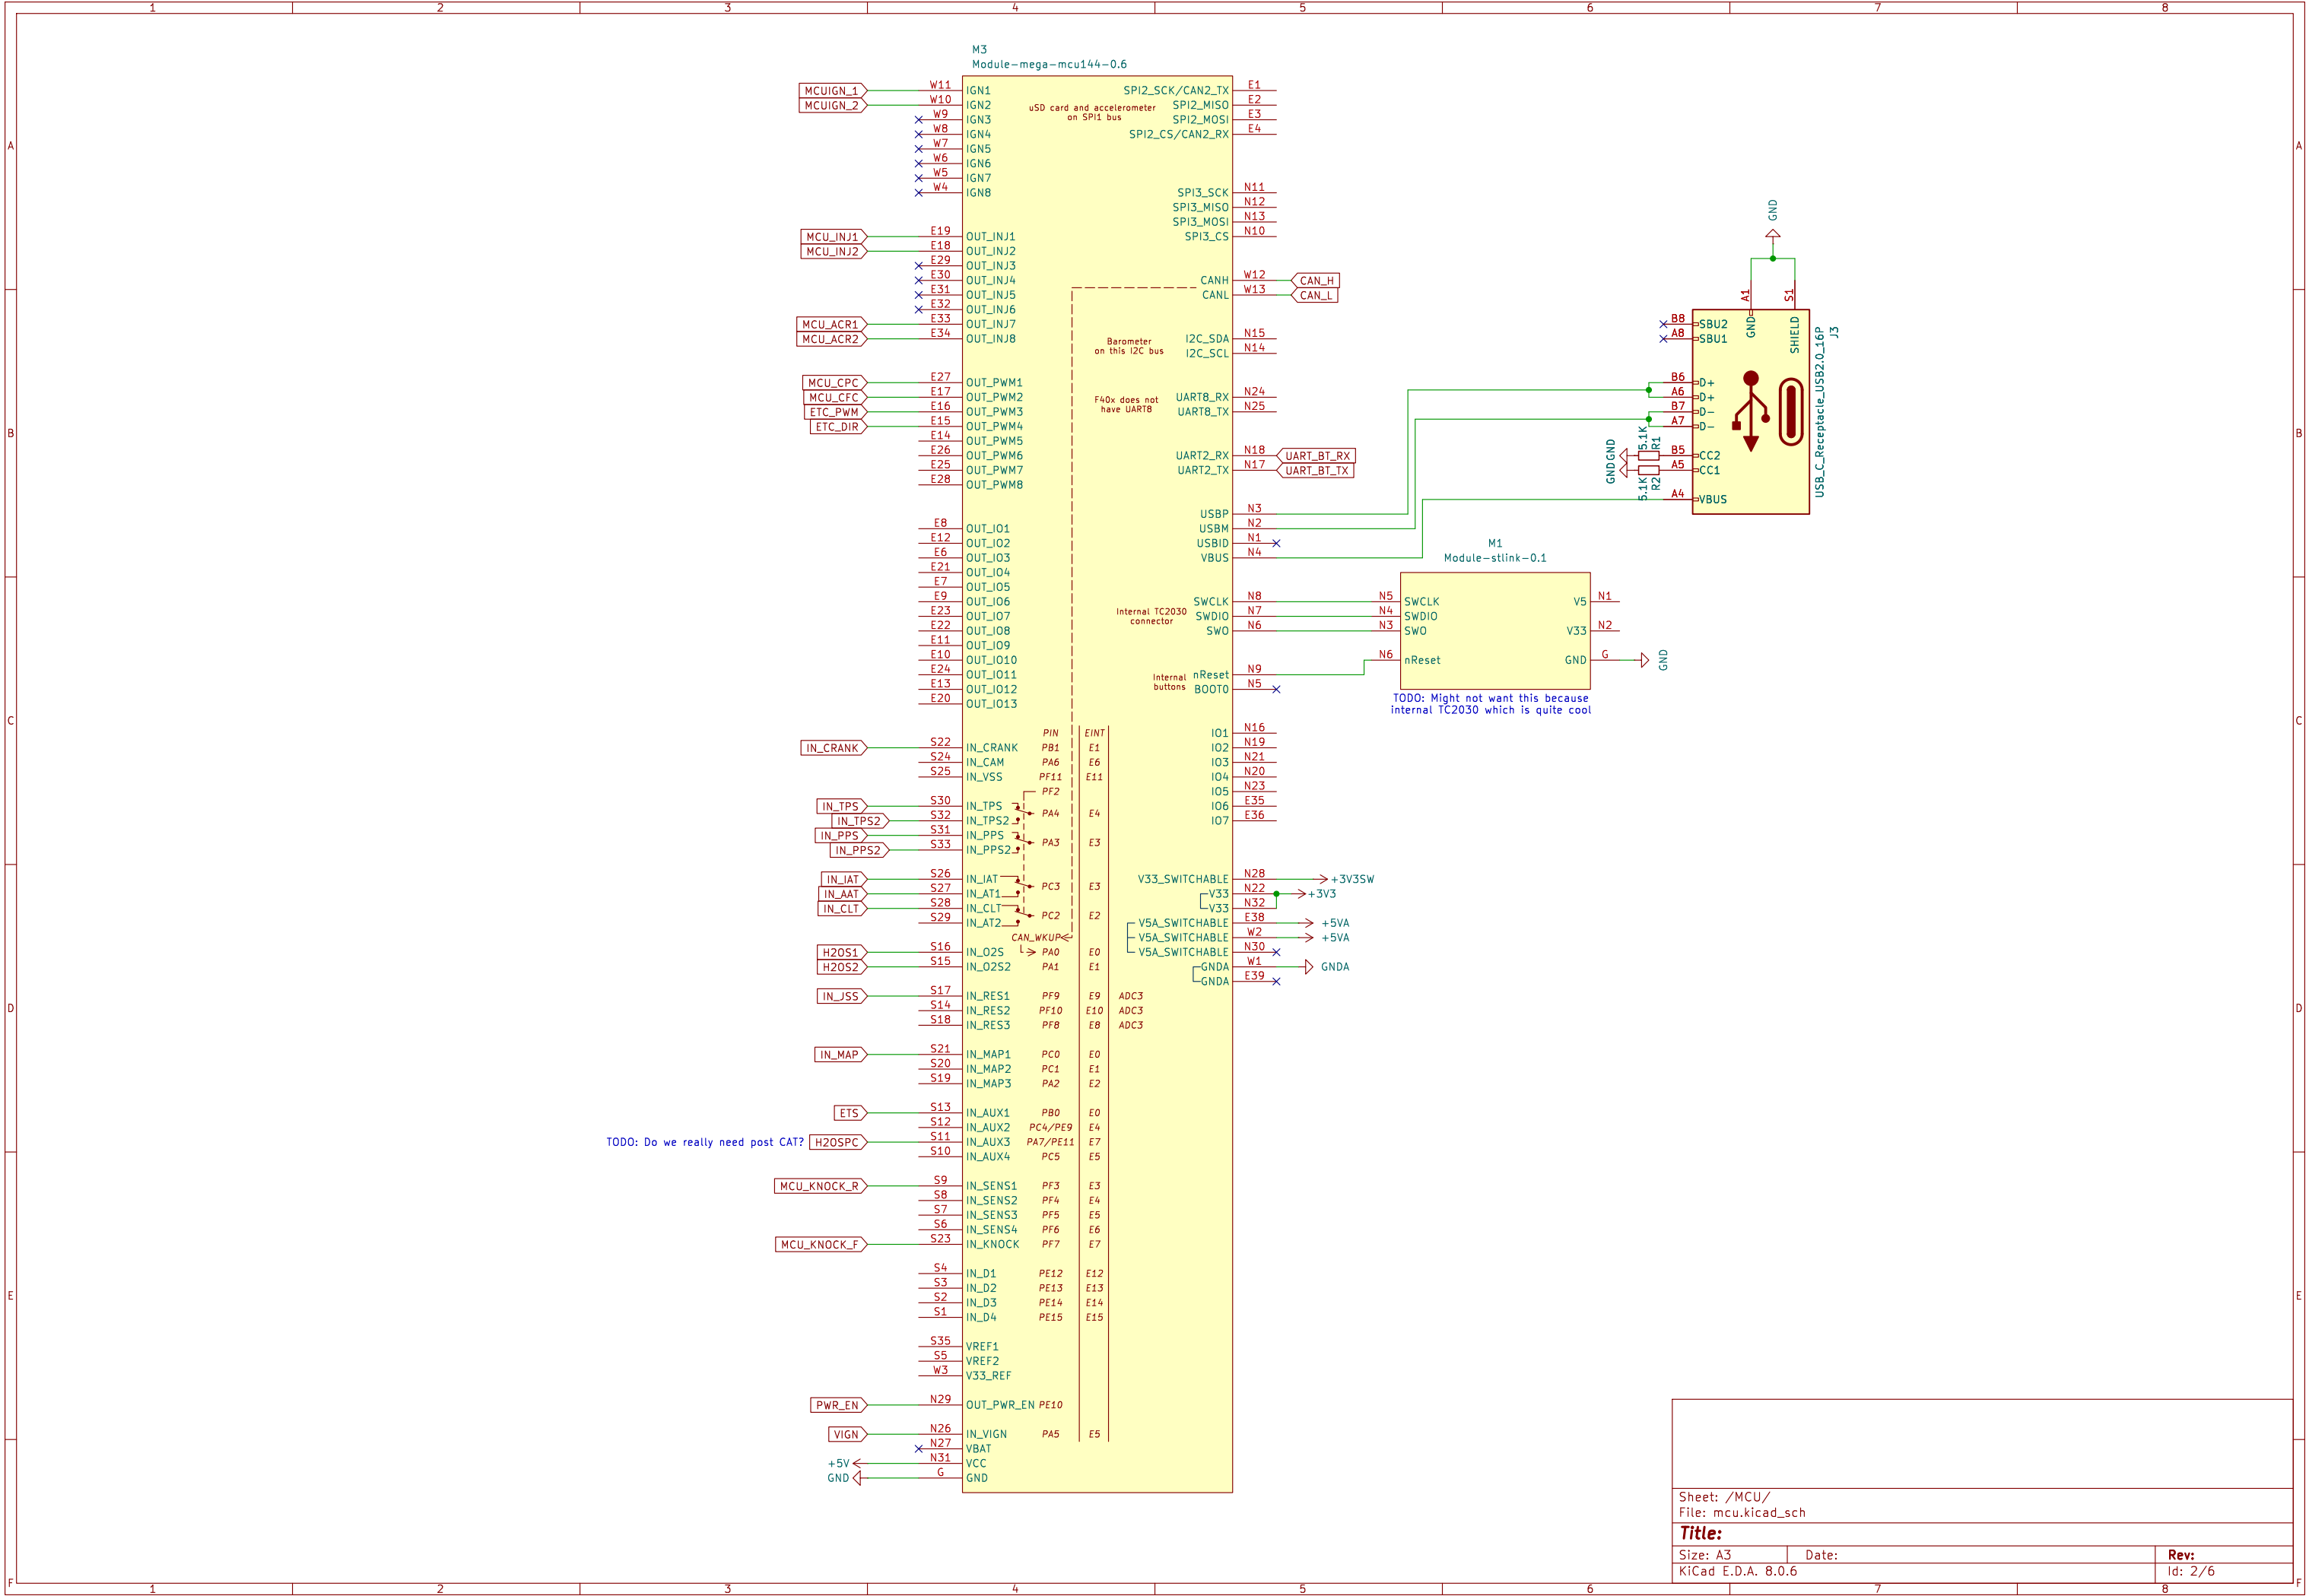 1 2 3 4 5 6 7 8
A B C D E F
M3
Module-mega-mcu144-0.6
MCUIGN_1 W11 IGN1
MCUIGN_2 W10 IGN2
W9 IGN3
W8 IGN4
W7 IGN5
W6 IGN6
W5 IGN7
W4 IGN8
MCU_INJ1 E19 OUT_INJ1
MCU_INJ2 E18 OUT_INJ2
E29 OUT_INJ3
E30 OUT_INJ4
E31 OUT_INJ5
E32 OUT_INJ6
MCU_ACR1 E33 OUT_INJ7
MCU_ACR2 E34 OUT_INJ8
MCU_CPC E27 OUT_PWM1
MCU_CFC E17 OUT_PWM2
ETC_PWM E16 OUT_PWM3
ETC_DIR E15 OUT_PWM4
E14 OUT_PWM5
E26 OUT_PWM6
E25 OUT_PWM7
E28 OUT_PWM8
E8 OUT_IO1
E12 OUT_IO2
E6 OUT_IO3
E21 OUT_IO4
E7 OUT_IO5
E9 OUT_IO6
E23 OUT_IO7
E22 OUT_IO8
E11 OUT_IO9
E10 OUT_IO10
E24 OUT_IO11
E13 OUT_IO12
E20 OUT_IO13
PIN EINT
IN_CRANK S22 IN_CRANK PB1 E1
S24 IN_CAM PA6 E6
S25 IN_VSS PF11 E11
PF2
IN_TPS S30 IN_TPS
PA4 E4
IN_TPS2 S32 IN_TPS2
IN_PPS S31 IN_PPS
PA3 E3
IN_PPS2 S33 IN_PPS2
IN_IAT S26 IN_IAT
PC3 E3
IN_AAT S27 IN_AT1
IN_CLT S28 IN_CLT
PC2 E2
S29 IN_AT2
CAN_WKUP
H2OS1 S16 IN_O2S PA0 E0
H2OS2 S15 IN_O2S2 PA1 E1
IN_JSS S17 IN_RES1 PF9 E9 ADC3
S14 IN_RES2 PF10 E10 ADC3
S18 IN_RES3 PF8 E8 ADC3
IN_MAP S21 IN_MAP1 PC0 E0
S20 IN_MAP2 PC1 E1
S19 IN_MAP3 PA2 E2
ETS S13 IN_AUX1 PB0 E0
S12 IN_AUX2 PC4/PE9 E4
TODO: Do we really need post CAT? H2OSPC S11 IN_AUX3 PA7/PE11 E7
S10 IN_AUX4 PC5 E5
MCU_KNOCK_R S9 IN_SENS1 PF3 E3
S8 IN_SENS2 PF4 E4
S7 IN_SENS3 PF5 E5
S6 IN_SENS4 PF6 E6
MCU_KNOCK_F S23 IN_KNOCK PF7 E7
S4 IN_D1 PE12 E12
S3 IN_D2 PE13 E13
S2 IN_D3 PE14 E14
S1 IN_D4 PE15 E15
S35 VREF1
S5 VREF2
W3 V33_REF
PWR_EN N29 OUT_PWR_EN PE10
VIGN N26 IN_VIGN PA5 E5
N27 VBAT
+5V N31 VCC
GND G GND
uSD card and accelerometer
on SPI1 bus
SPI2_SCK/CAN2_TX E1
SPI2_MISO E2
SPI2_MOSI E3
SPI2_CS/CAN2_RX E4
SPI3_SCK N11
SPI3_MISO N12
SPI3_MOSI N13
SPI3_CS N10
CANH W12 CAN_H
CANL W13 CAN_L
Barometer
on this I2C bus
I2C_SDA N15
I2C_SCL N14
F40x does not
have UART8
UART8_RX N24
UART8_TX N25
UART2_RX N18 UART_BT_RX
UART2_TX N17 UART_BT_TX
USBP N3
USBM N2
USBID N1
VBUS N4
Internal TC2030
connector
SWCLK N8
SWDIO N7
SWO N6
Internal
buttons
nReset N9
BOOT0 N5
IO1 N16
IO2 N19
IO3 N21
IO4 N20
IO5 N23
IO6 E35
IO7 E36
V33_SWITCHABLE N28 +3V3SW
V33 N22 +3V3
V33 N32
V5A_SWITCHABLE E38 +5VA
V5A_SWITCHABLE W2 +5VA
V5A_SWITCHABLE N30
GNDA W1 GNDA
GNDA E39
M1
Module-stlink-0.1
N5 SWCLK V5 N1
N4 SWDIO
N3 SWO V33 N2
N6 nReset GND G GND
TODO: Might not want this because
internal TC2030 which is quite cool
GND
A1 S1
GND SHIELD
B8 SBU2
A8 SBU1
B6 D+
A6 D+
B7 D-
A7 D-
GND 5.1K R1 B5 CC2
GND 5.1K R2 A5 CC1
A4 VBUS
USB_C_Receptacle_USB2.0_16P
J3
Sheet: /MCU/
File: mcu.kicad_sch
Title:
Size: A3 Date: Rev:
KiCad E.D.A. 8.0.6 Id: 2/6
A B C D E F
1 2 3 4 5 6 7 8